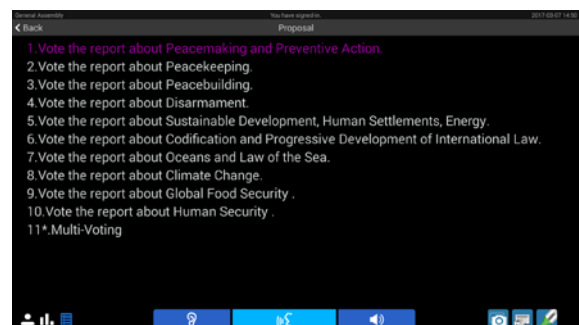 General Assembly You have signed in. 2017-03-07 14:30
Back Proposal
1.Vote the report about Peacemaking and Preventive Action.
2.Vote the report about Peacekeeping.
3.Vote the report about Peacebuilding.
4.Vote the report about Disarmament.
5.Vote the report about Sustainable Development, Human Settlements, Energy.
6.Vote the report about Codification and Progressive Development of International Law.
7.Vote the report about Oceans and Law of the Sea.
8.Vote the report about Climate Change.
9.Vote the report about Global Food Security .
10.Vote the report about Human Security .
11*.Multi-Voting